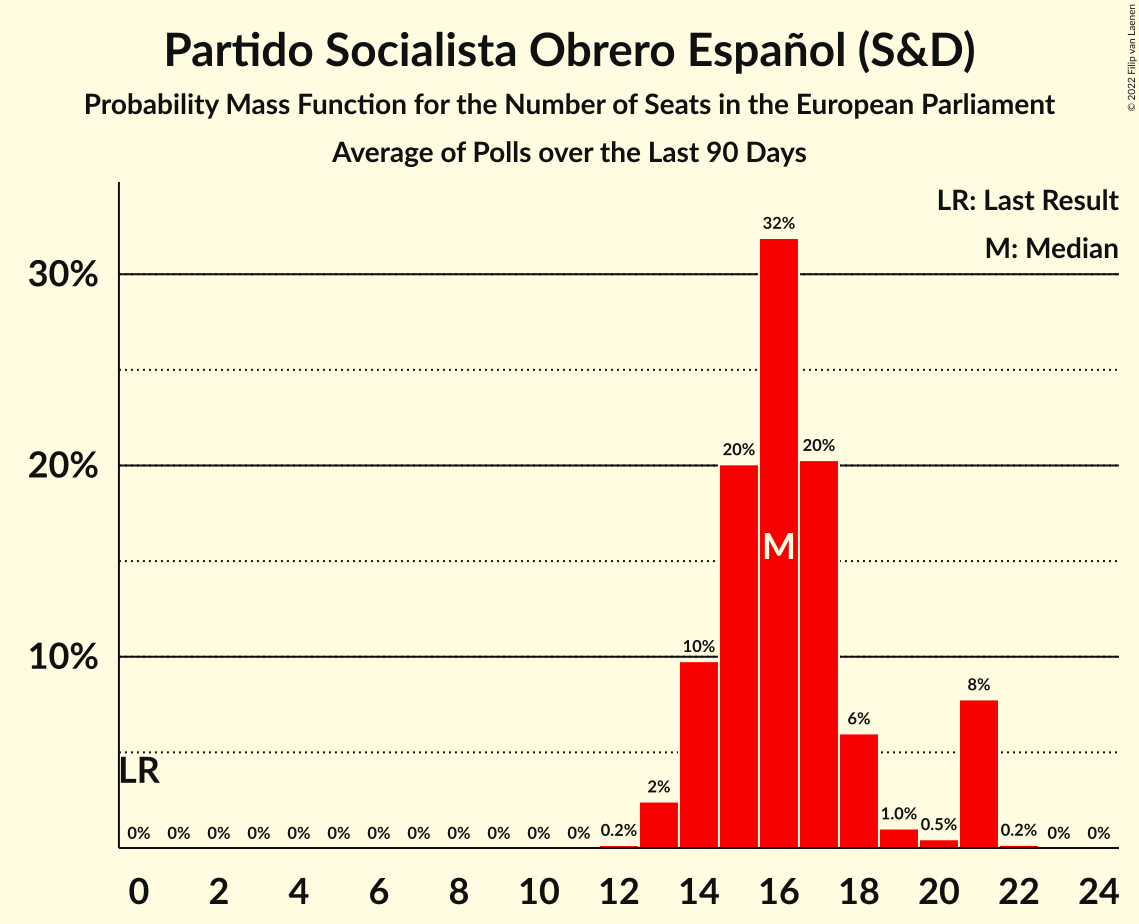 Partido Socialista Obrero Español (S&D)
Probability Mass Function for the Number of Seats in the European Parliament
Average of Polls over the Last 90 Days
© 2022 Filip van Laenen
LR: Last Result
M: Median
30%
20%
10%
LR
M
0% 0% 0% 0% 0% 0% 0% 0% 0% 0% 0% 0% 0.2% 2% 10% 20% 32% 20% 6% 1.0% 0.5% 8% 0.2% 0% 0%
0 2 4 6 8 10 12 14 16 18 20 22 24